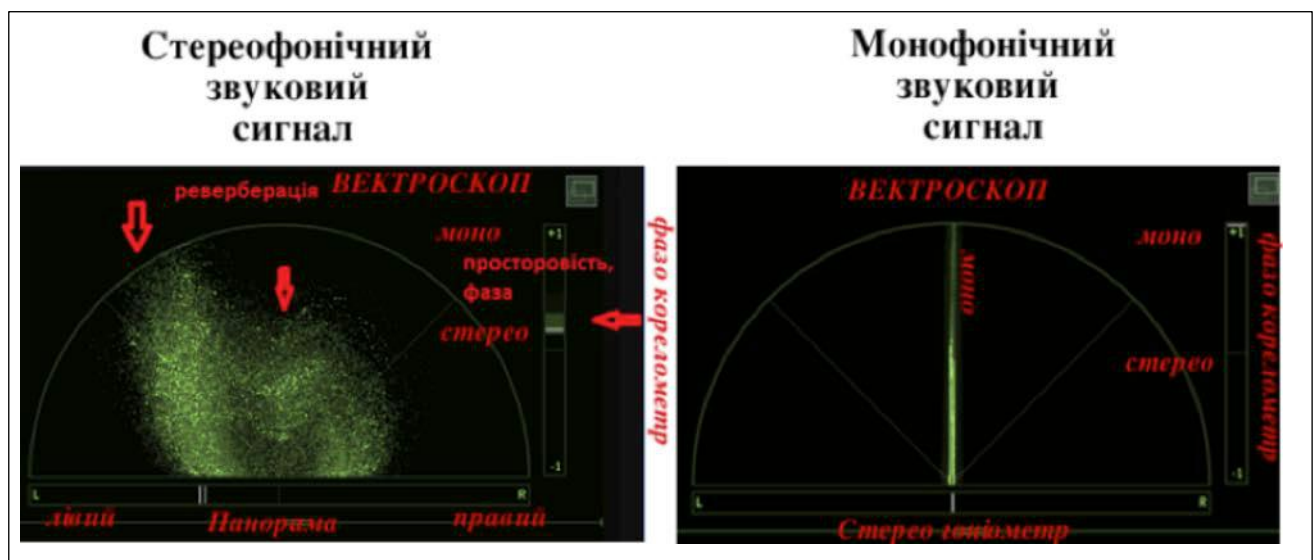 Стереофонічний
звуковий
сигнал
реверберація
ВЕКТРОСКОП
моно
+1
просторовість,
фаза
стерео
-1
фазо корелометр
L
R
лівий
Панорама
правий
Монофонічний
звуковий
сигнал
ВЕКТРОСКОП
моно
моно
+1
стерео
-1
фазо корелометр
L
R
Стерео гоніометр